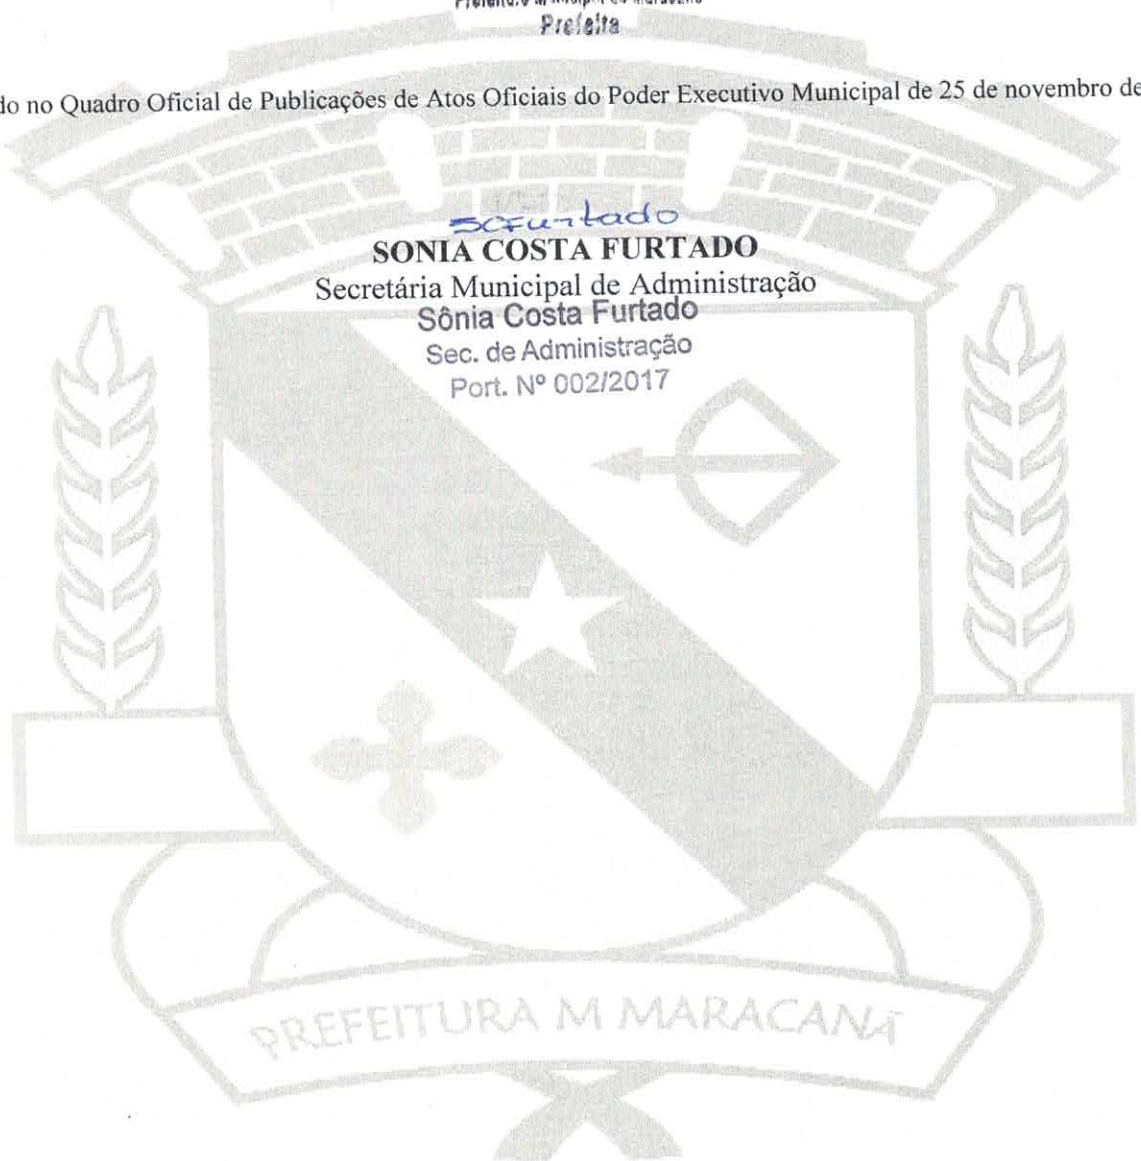 Prefeita
do no Quadro Oficial de Publicações de Atos Oficiais do Poder Executivo Municipal de 25 de novembro de
SCFurtado
SONIA COSTA FURTADO
Secretária Municipal de Administração
Sônia Costa Furtado
Sec. de Administração
Port. Nº 002/2017
PREFEITURA M MARACANÃ